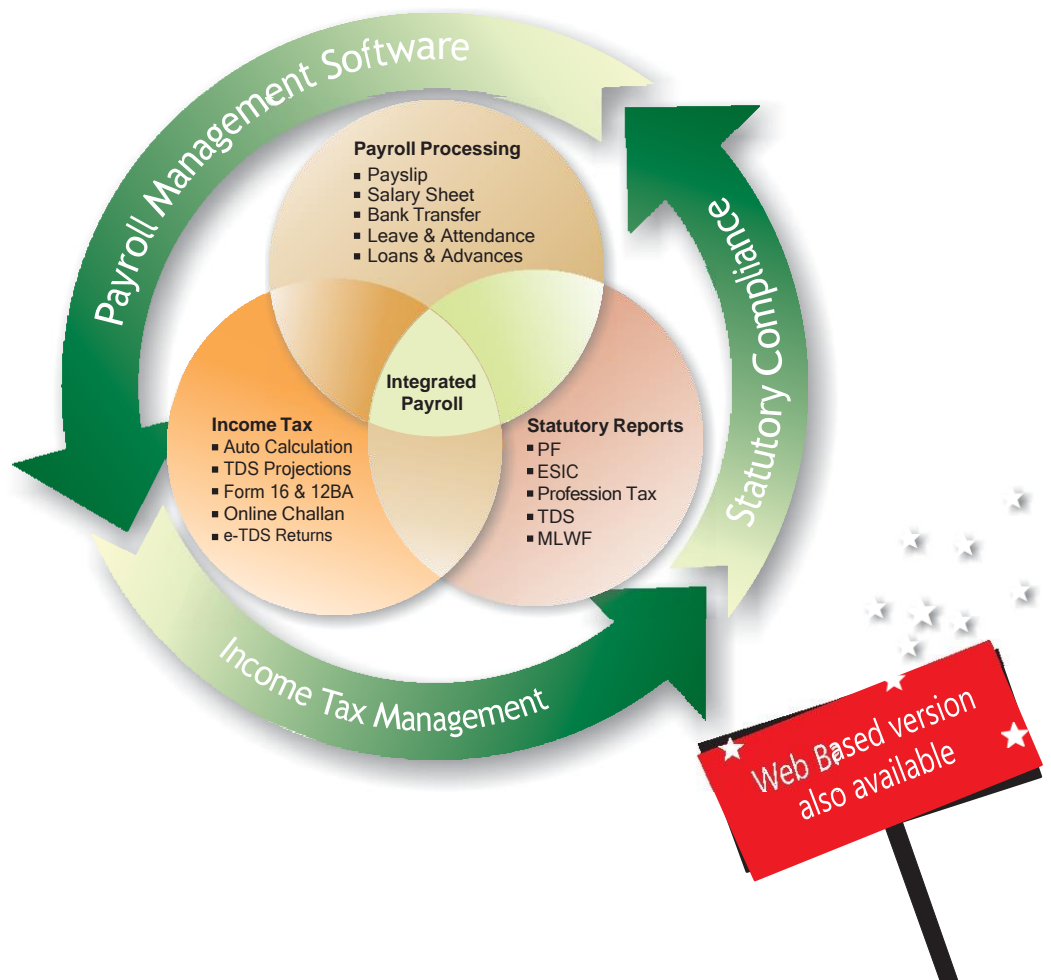 Payroll Management Software
Payroll Processing
▪ Payslip
▪ Salary Sheet
▪ Bank Transfer
▪ Leave & Attendance
▪ Loans & Advances
Statutory Compliance
Integrated
Payroll
Income Tax
▪ Auto Calculation
▪ TDS Projections
▪ Form 16 & 12BA
▪ Online Challan
▪ e-TDS Returns
Statutory Reports
▪ PF
▪ ESIC
▪ Profession Tax
▪ TDS
▪ MLWF
Income Tax Management
Web Based version
also available